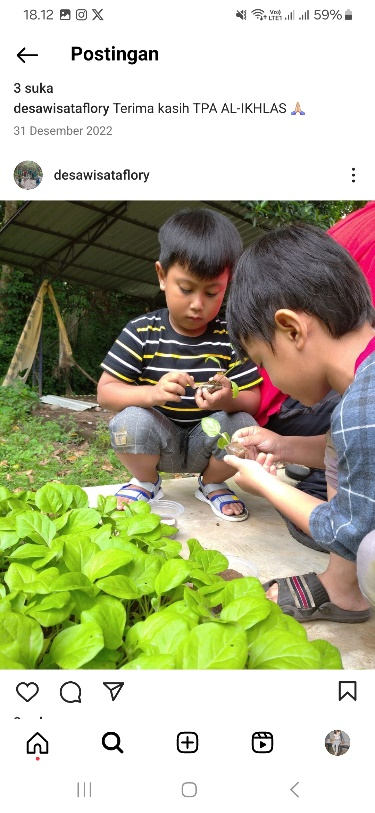 18.12 59%
Postingan
3 suka
desawisataflory Terima kasih TPA AL-IKHLAS 🙏🏻
31 Desember 2022
desawisataflory